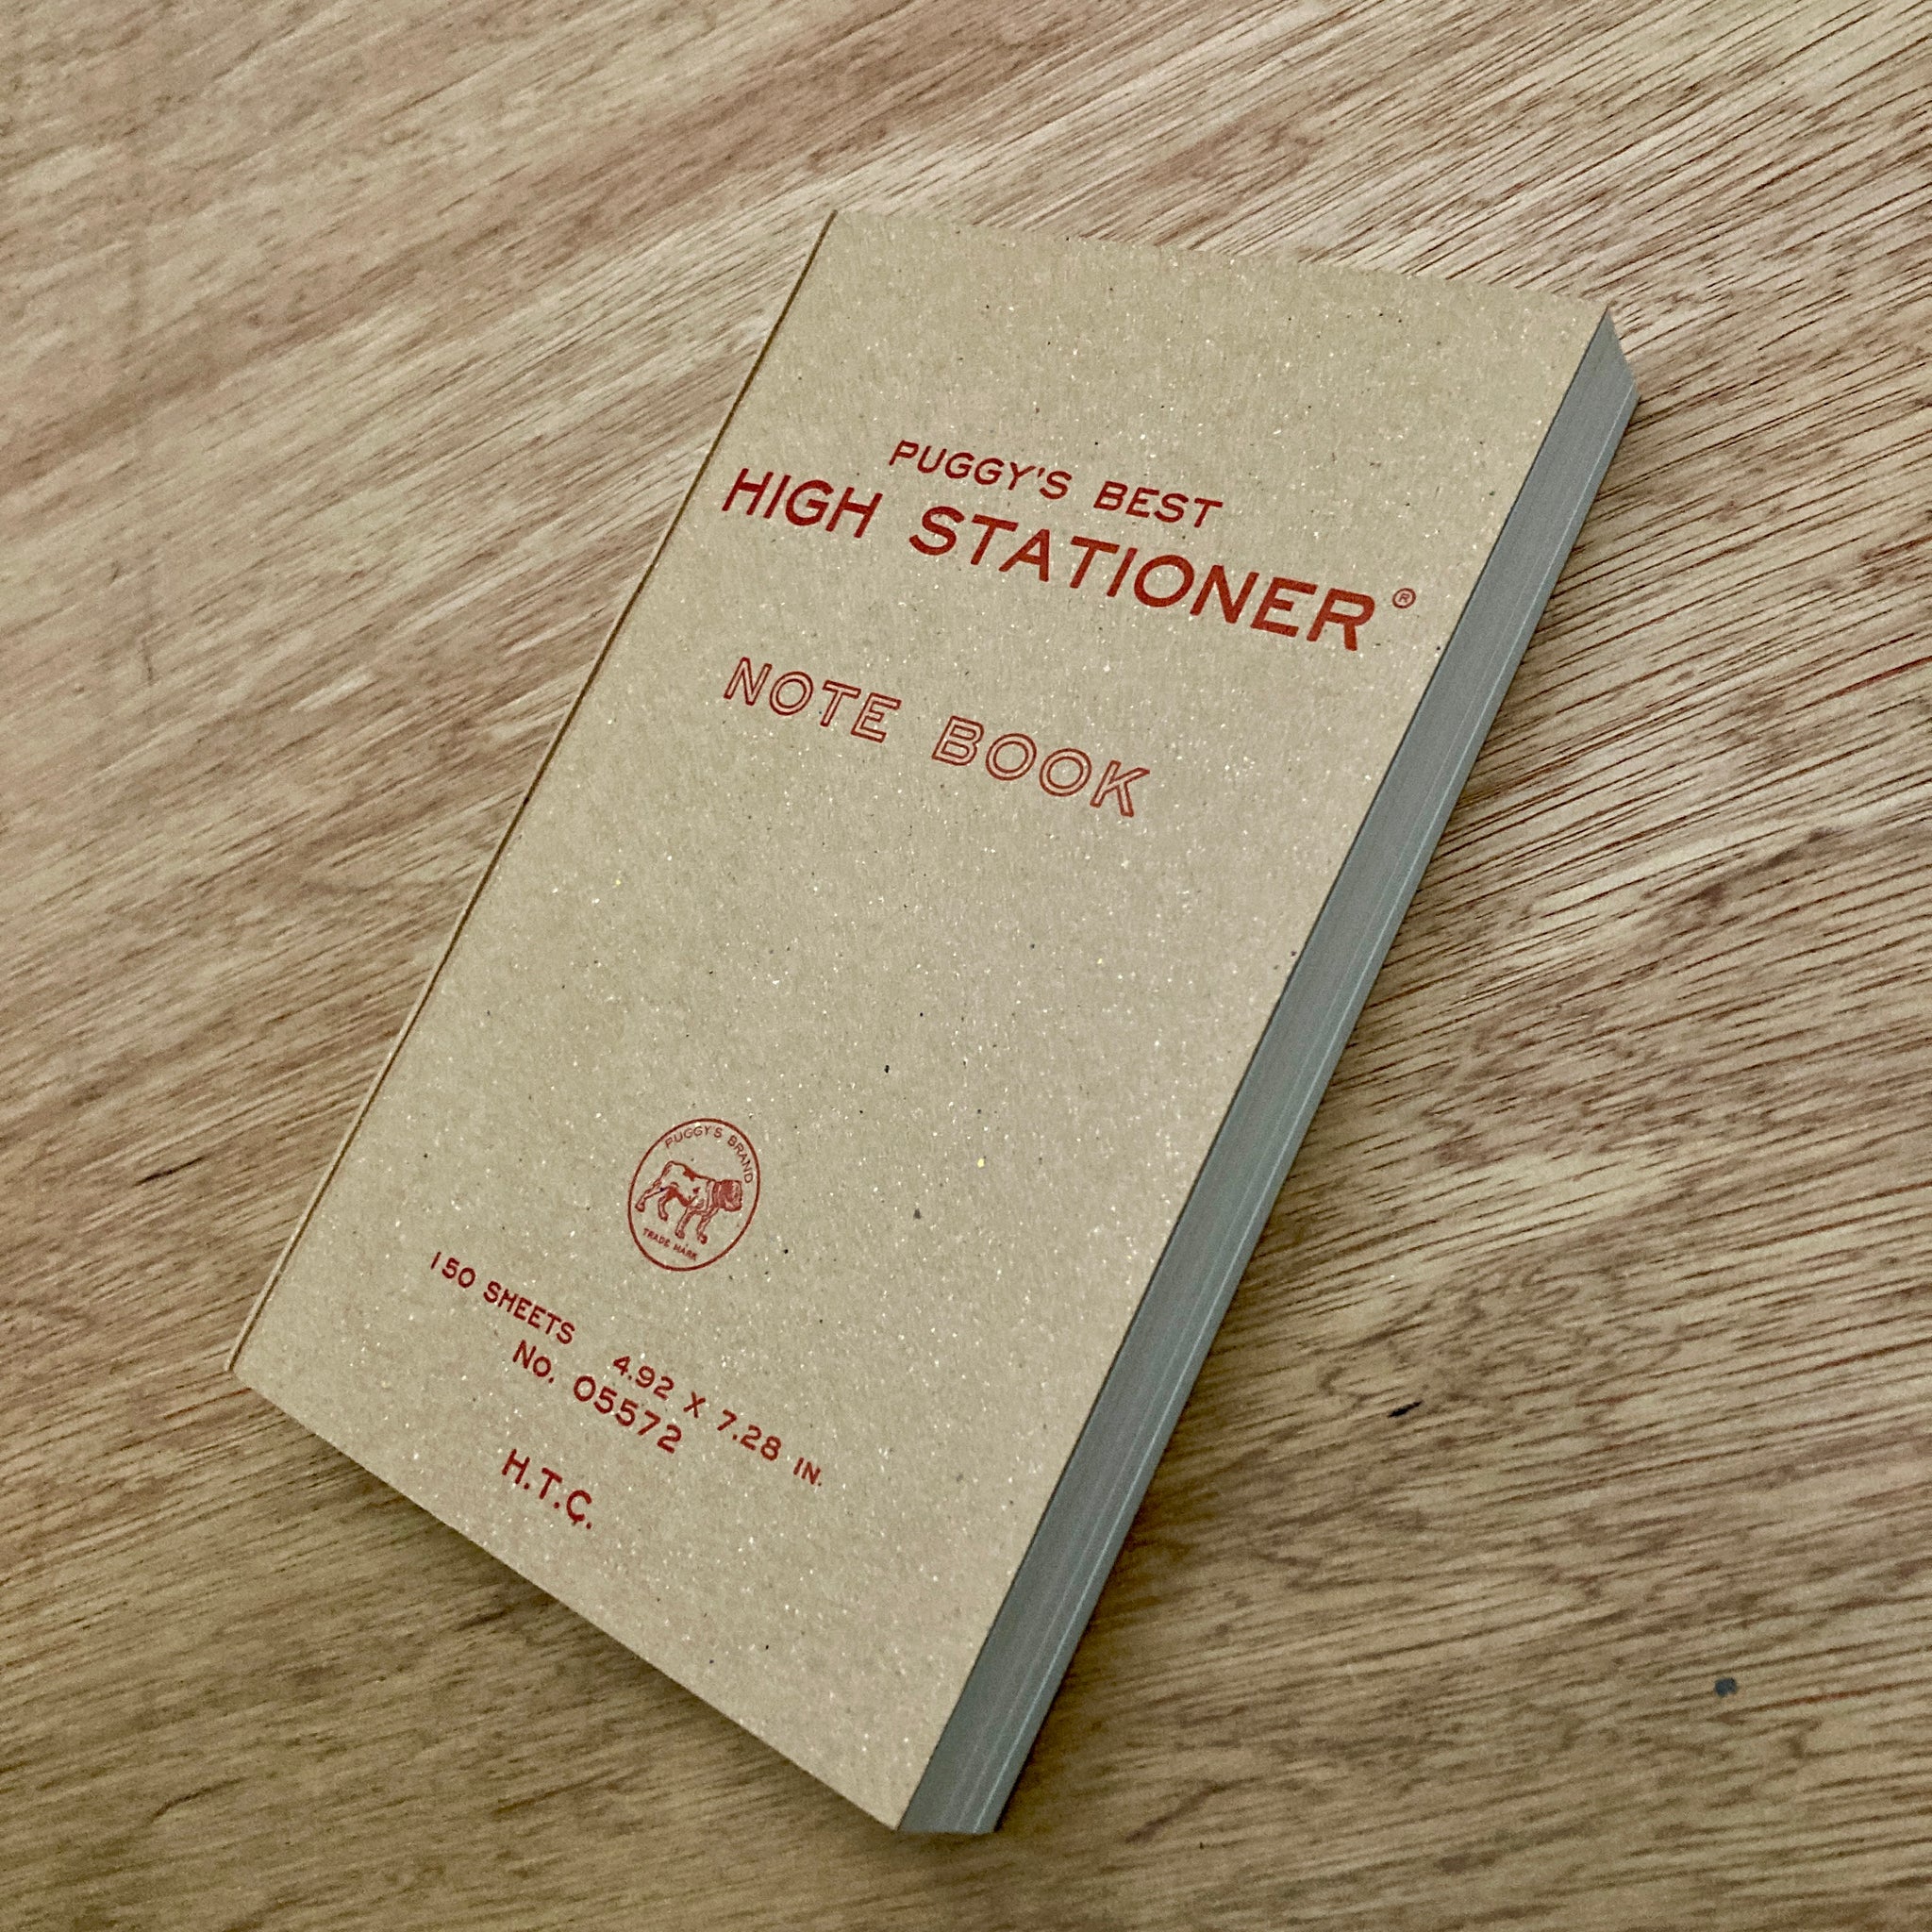 PUGGY'S BEST
HIGH STATIONER®
NOTE BOOK
PUGGY'S BRAND
TRADE MARK
150 SHEETS 4.92 X 7.28 IN.
No. 05572
H.T.Ç.